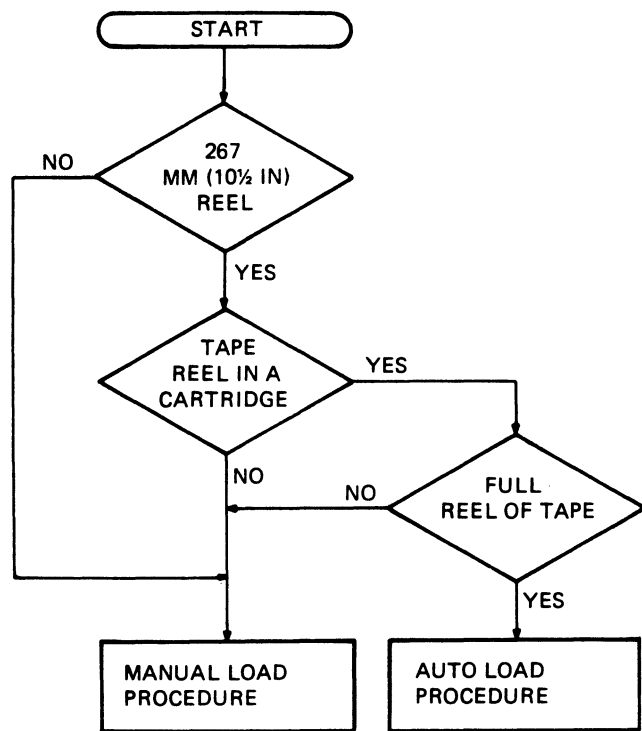 START
267
MM (10½ IN)
REEL
NO
YES
TAPE
REEL IN A
CARTRIDGE
YES
NO
FULL
REEL OF TAPE
NO
YES
MANUAL LOAD
PROCEDURE
AUTO LOAD
PROCEDURE